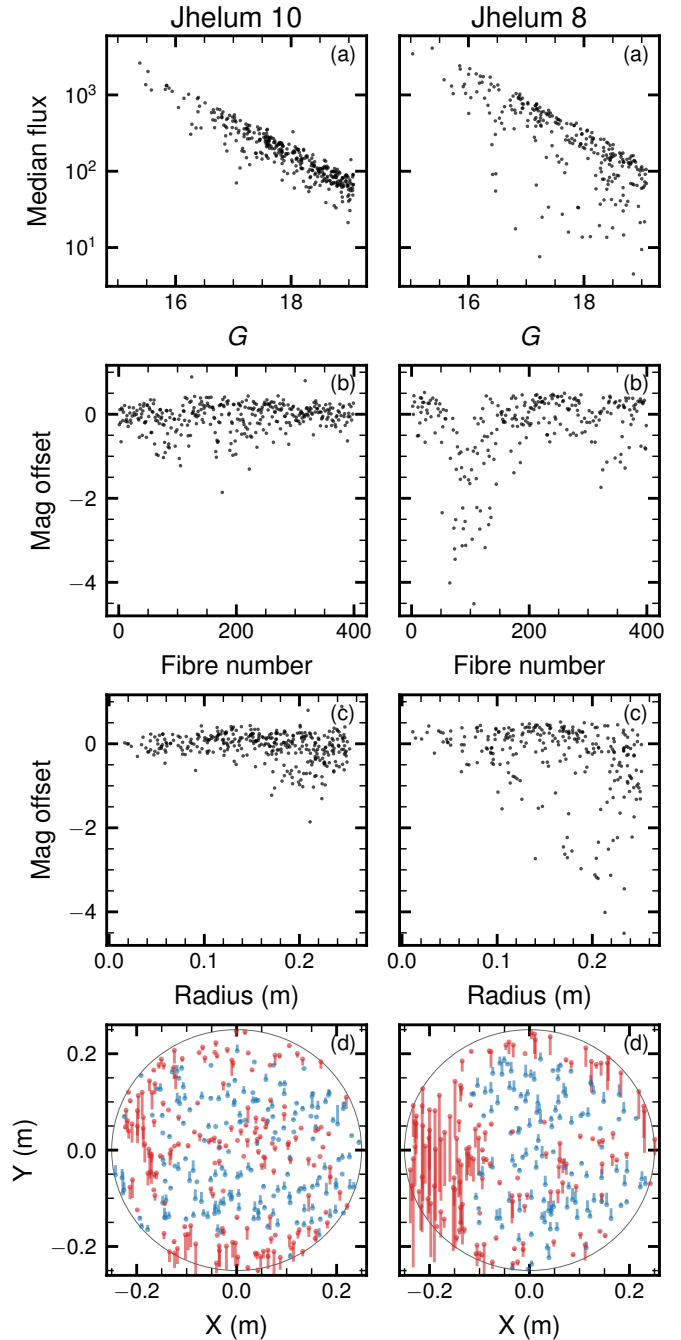 Jhelum 10 Jhelum 8
(a) (a)
10³
10²
10¹
Median flux
16 18 16 18
G G
(b) (b)
0
−2
−4
Mag offset
0 200 400 0 200 400
Fibre number Fibre number
(c) (c)
0
−2
−4
Mag offset
0.0 0.1 0.2 0.0 0.1 0.2
Radius (m) Radius (m)
(d) (d)
0.2
0.0
−0.2
Y (m)
−0.2 0.0 0.2 −0.2 0.0 0.2
X (m) X (m)